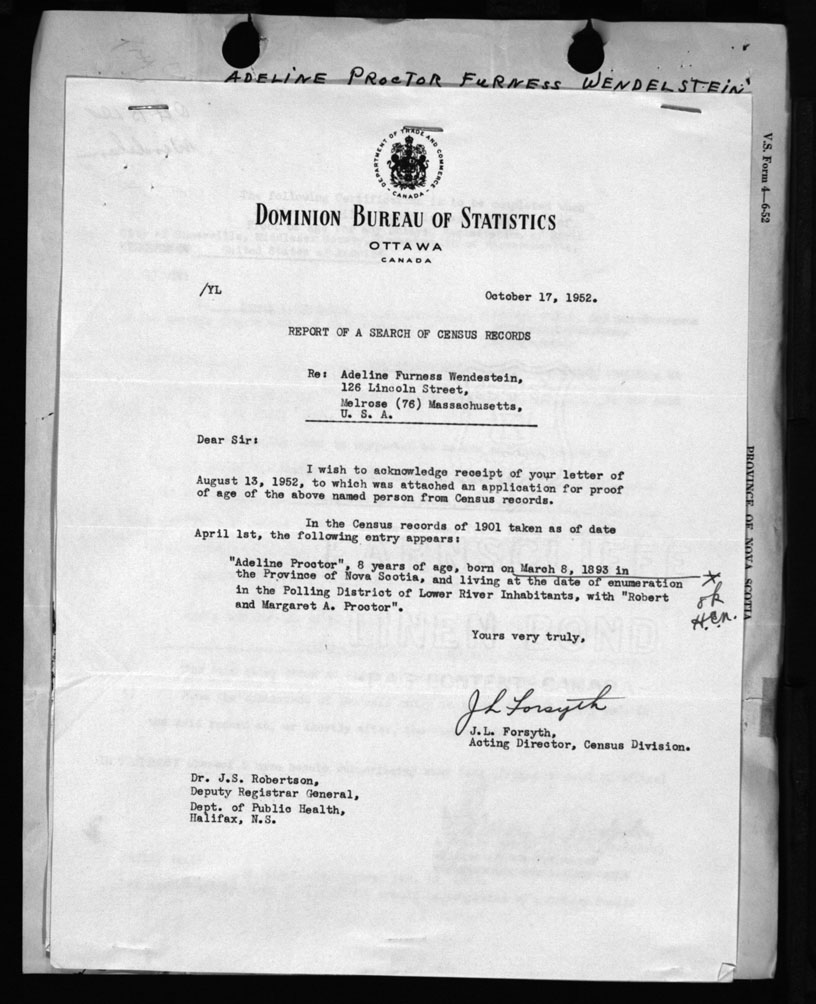 ADELINE PROCTOR FURNESS WENDELSTEIN
V.S. Form 4—6-52
DEPARTMENT OF TRADE AND COMMERCE
CANADA
DOMINION BUREAU OF STATISTICS
OTTAWA
CANADA
/YL
October 17, 1952.
REPORT OF A SEARCH OF CENSUS RECORDS
Re: Adeline Furness Wendestein,
126 Lincoln Street,
Melrose (76) Massachusetts,
U. S. A.
Dear Sir:
I wish to acknowledge receipt of your letter of
August 13, 1952, to which was attached an application for proof
of age of the above named person from Census records.
In the Census records of 1901 taken as of date
April 1st, the following entry appears:
"Adeline Proctor", 8 years of age, born on March 8, 1893 in
the Province of Nova Scotia, and living at the date of enumeration
in the Polling District of Lower River Inhabitants, with "Robert
and Margaret A. Proctor".
ok
PROVINCE OF NOVA SCOTIA
Yours very truly,
J L Forsyth
J.L. Forsyth,
Acting Director, Census Division.
Dr. J.S. Robertson,
Deputy Registrar General,
Dept. of Public Health,
Halifax, N.S.